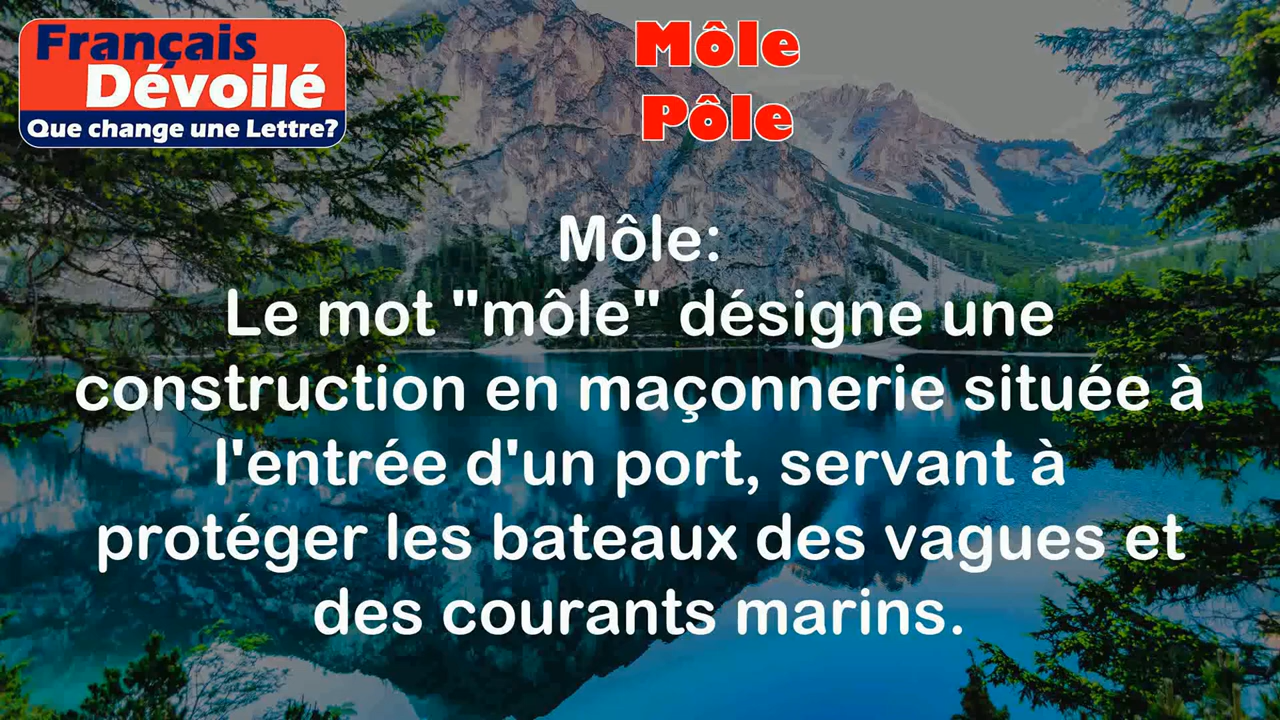 Français
Dévoilé
Que change une Lettre?
Môle
Pôle
Môle:
Le mot "môle" désigne une
construction en maçonnerie située à
l'entrée d'un port, servant à
protéger les bateaux des vagues et
des courants marins.